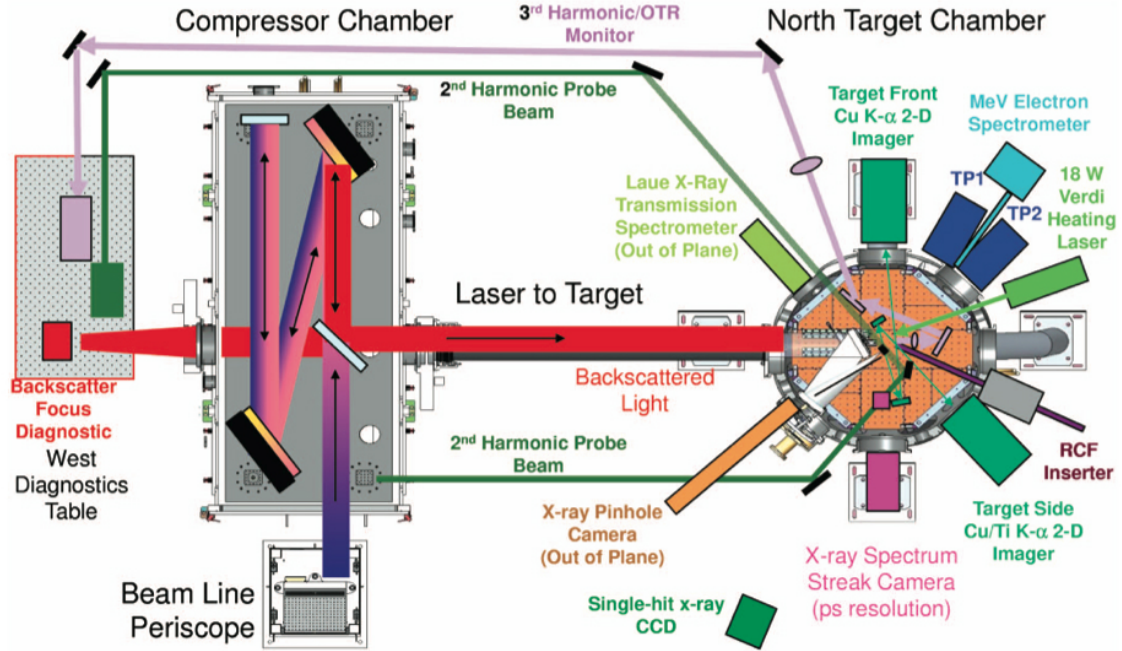 Compressor Chamber
3rd Harmonic/OTR
Monitor
North Target Chamber
2nd Harmonic Probe
Beam
Target Front
Cu K-α 2-D
Imager
MeV Electron
Spectrometer
TP1
TP2
18 W
Verdi
Heating
Laser
Laue X-Ray
Transmission
Spectrometer
(Out of Plane)
Laser to Target
Backscattered
Light
Backscatter
Focus
Diagnostic
West
Diagnostics
Table
2nd Harmonic Probe
Beam
X-ray Pinhole
Camera
(Out of Plane)
RCF
Inserter
Target Side
Cu/Ti K-α 2-D
Imager
X-ray Spectrum
Streak Camera
(ps resolution)
Beam Line
Periscope
Single-hit x-ray
CCD